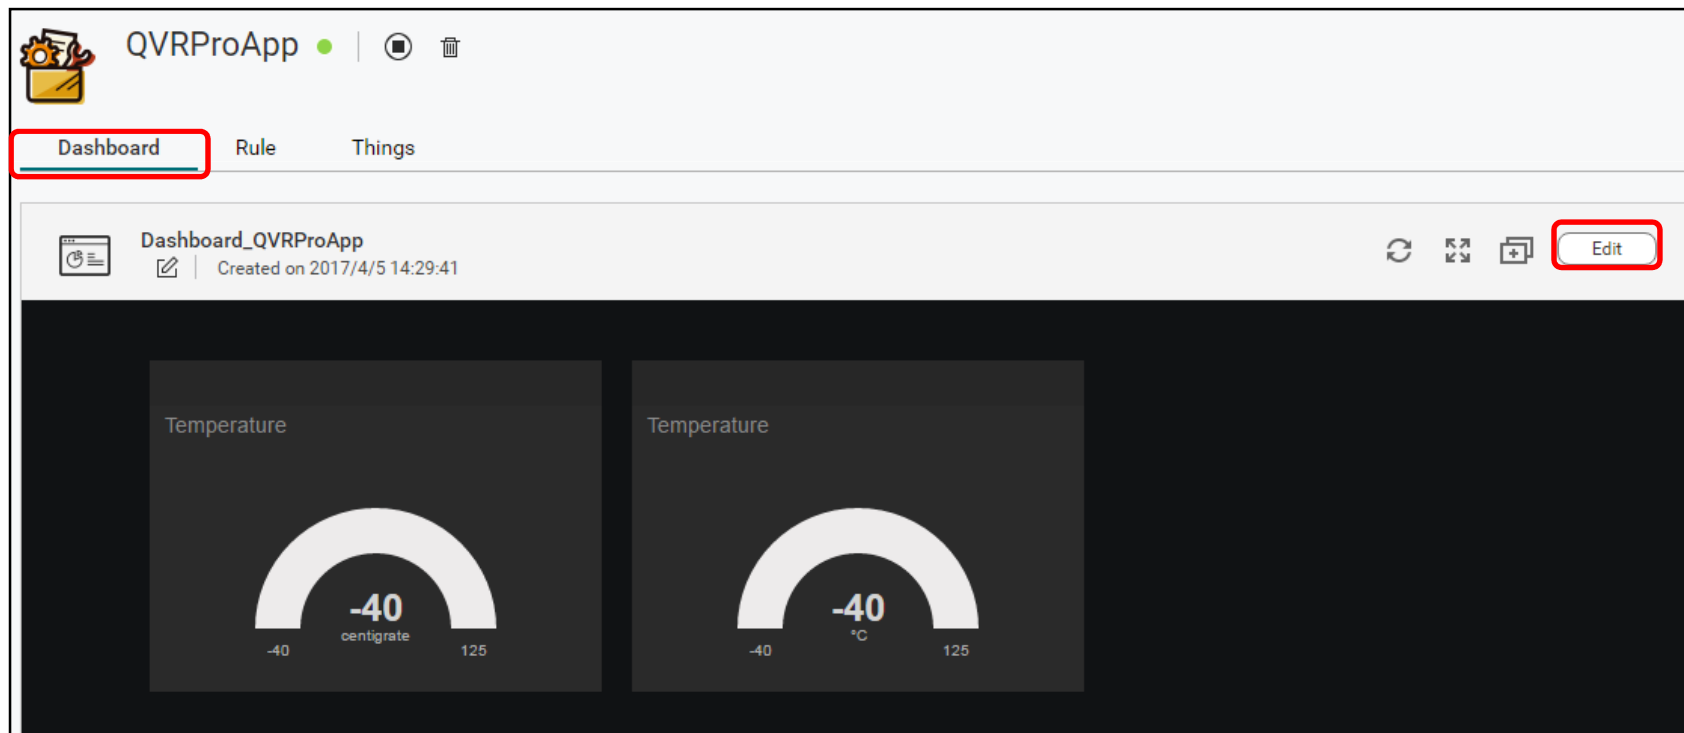 QVRProApp
Dashboard Rule Things
Dashboard_QVRProApp
Created on 2017/4/5 14:29:41
Edit
Temperature
-40
centigrate
-40 125
Temperature
-40
°C
-40 125